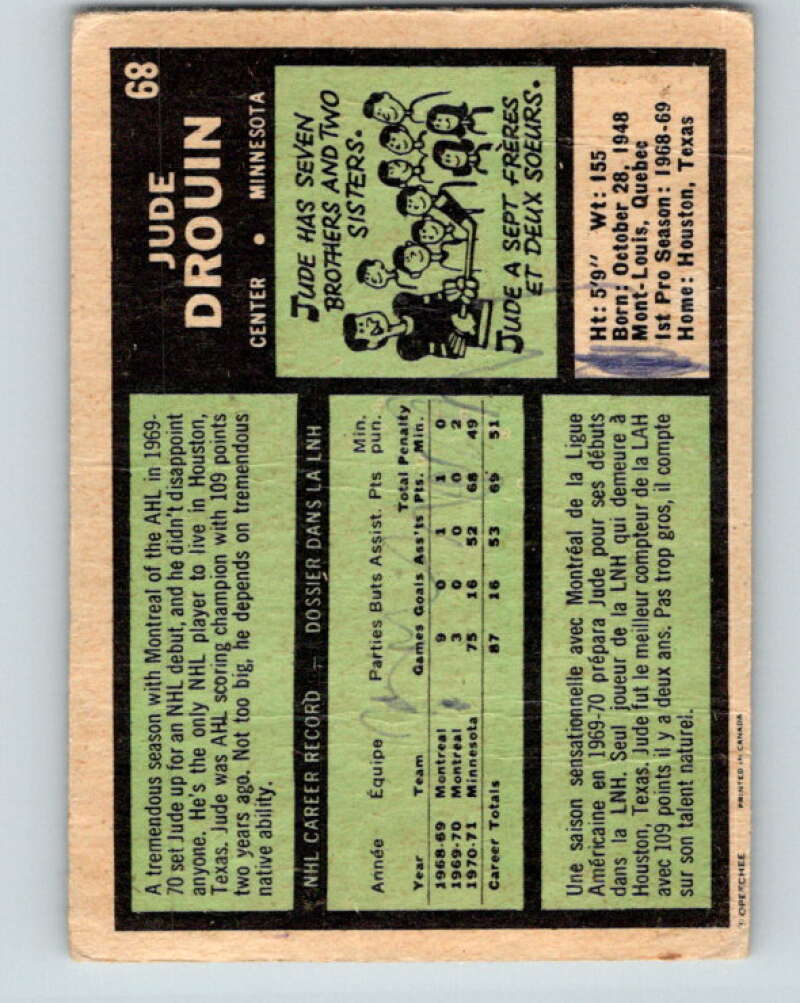 68
JUDE
DROUIN
CENTER • MINNESOTA
JUDE HAS SEVEN
BROTHERS AND TWO
SISTERS.
JUDE A SEPT FRÈRES
ET DEUX SOEURS.
Ht: 5'9" Wt: 155
Born: October 28, 1948
Mont-Louis, Quebec
1st Pro Season: 1968-69
Home: Houston, Texas
A tremendous season with Montreal of the AHL in 1969-
70 set Jude up for an NHL debut, and he didn't disappoint
anyone. He's the only NHL player to live in Houston,
Texas. Jude was AHL scoring champion with 109 points
two years ago. Not too big, he depends on tremendous
native ability.
NHL CAREER RECORD — DOSSIER DANS LA LNH
Min.
Année Équipe Parties Buts Assist. Pts pun.
Total Penalty
Year Team Games Goals Ass'ts Pts. Min.
1968-69 Montreal 9 0 1 1 0
1969-70 Montreal 3 0 0 0 2
1970-71 Minnesota 75 16 52 68 49
Career Totals 87 16 53 69 51
Une saison sensationnelle avec Montréal de la Ligue
Américaine en 1969-70 prépara Jude pour ses débuts
dans la LNH. Seul joueur de la LNH qui demeure à
Houston, Texas. Jude fut le meilleur compteur de la LAH
avec 109 points il y a deux ans. Pas trop gros, il compte
sur son talent naturel.
© OPEECHEE PRINTED IN CANADA